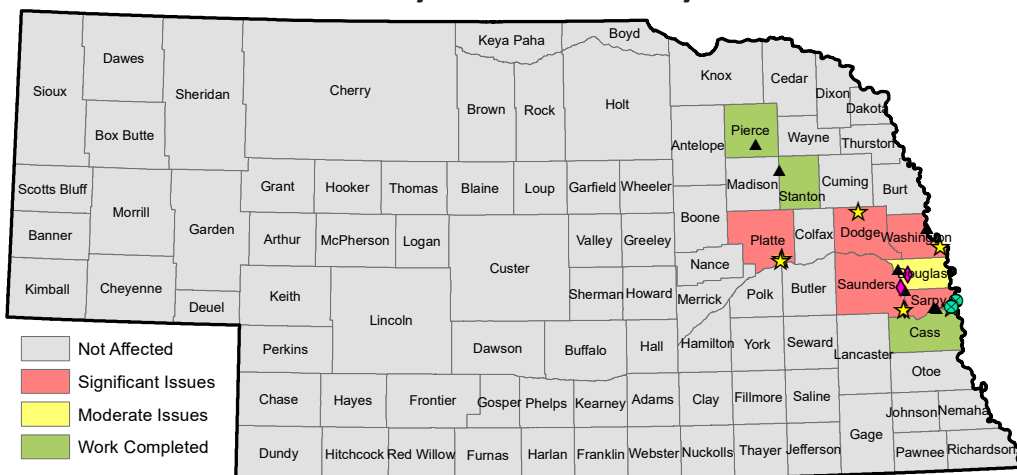 Keya Paha
Boyd
Dawes
Knox
Cedar
Sioux
Cherry
Sheridan
Dixon
Dakota
Brown
Rock
Holt
Box Butte
Pierce
Wayne
Antelope
Thurston
Scotts Bluff
Grant
Hooker
Thomas
Blaine
Loup
Garfield
Wheeler
Madison
Stanton
Cuming
Burt
Morrill
Garden
Boone
Banner
Arthur
McPherson
Logan
Valley
Greeley
Platte
Colfax
Dodge
Washington
Custer
Nance
Kimball
Cheyenne
Keith
Sherman
Howard
Merrick
Polk
Butler
Saunders
Douglas
Sarpy
Deuel
Lincoln
Cass
Not Affected
Perkins
Dawson
Buffalo
Hall
Hamilton
York
Seward
Lancaster
Otoe
Significant Issues
Chase
Hayes
Frontier
Gosper
Phelps
Kearney
Adams
Clay
Fillmore
Saline
Moderate Issues
Johnson
Nemaha
Gage
Work Completed
Dundy
Hitchcock
Red Willow
Furnas
Harlan
Franklin
Webster
Nuckolls
Thayer
Jefferson
Pawnee
Richardson